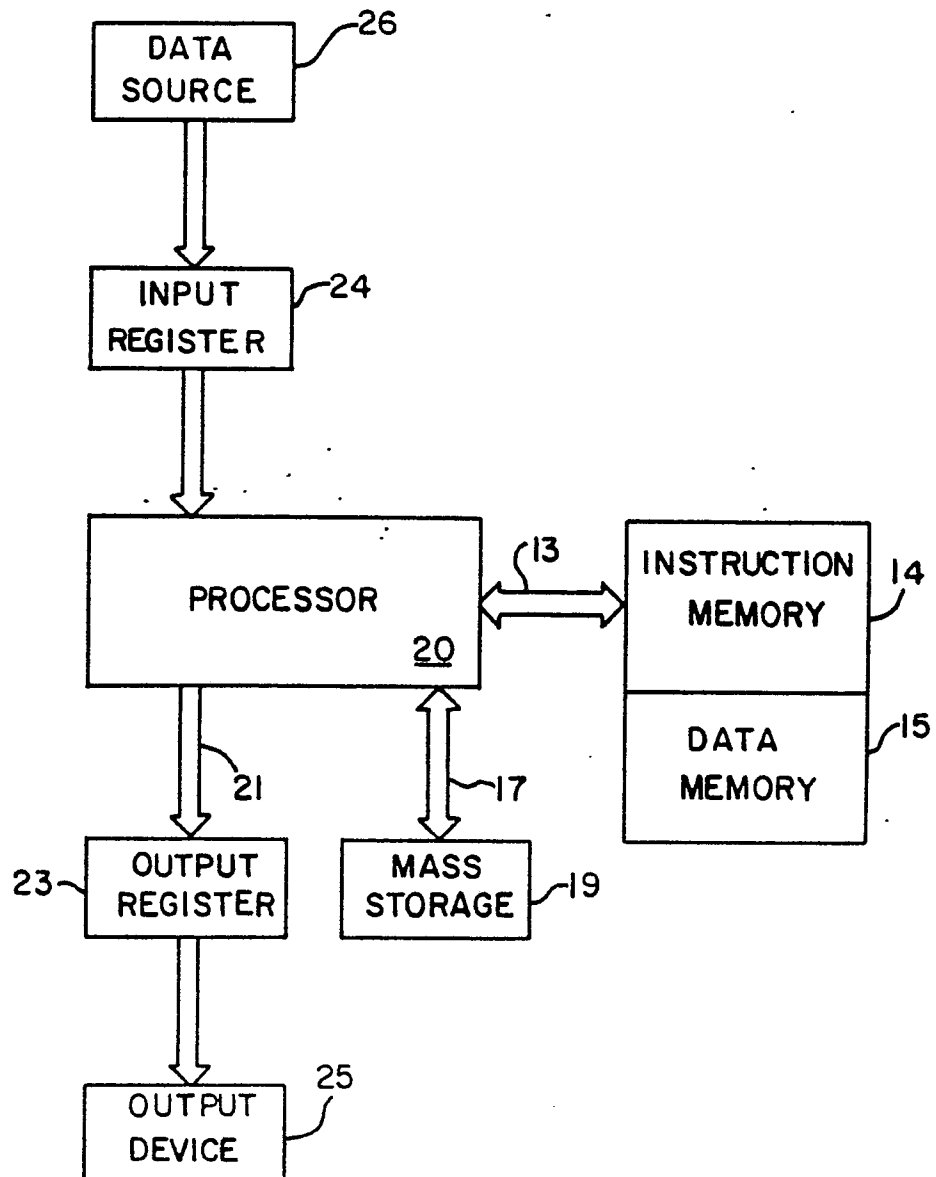 DATA
SOURCE
26
INPUT
REGISTER
24
PROCESSOR
20
13
INSTRUCTION
MEMORY
14
DATA
MEMORY
15
21
17
OUTPUT
REGISTER
23
MASS
STORAGE
19
OUTPUT
DEVICE
25